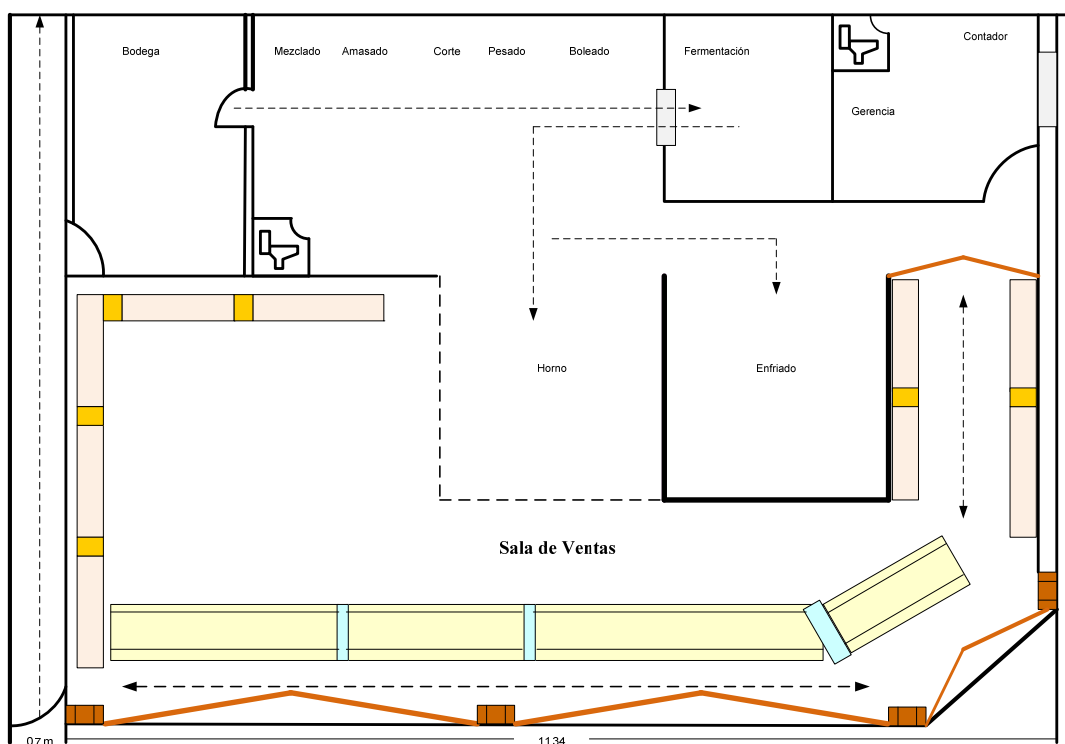 Bodega
Mezclado Amasado Corte Pesado Boleado Fermentación
Contador
Gerencia
Horno
Enfriado
Sala de Ventas
0.7 m
11.34